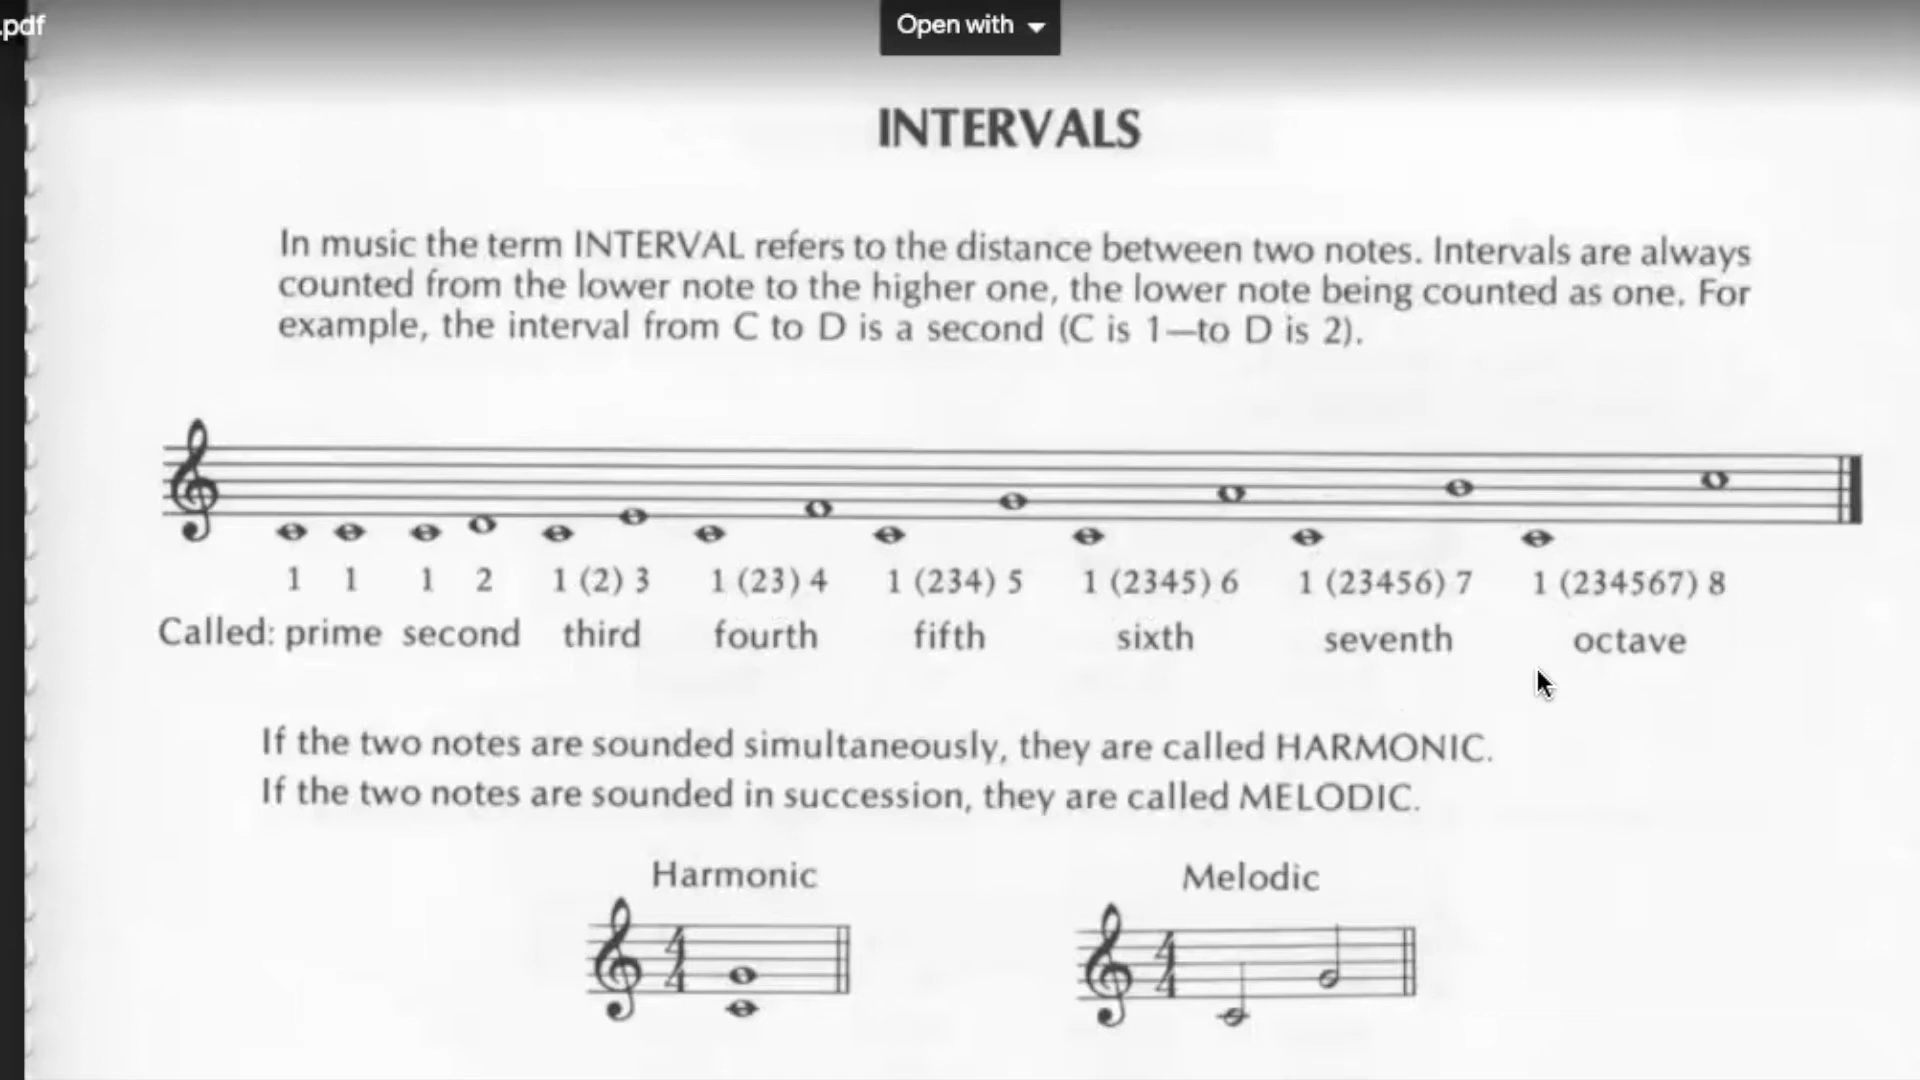 .pdf
Open with
INTERVALS
In music the term INTERVAL refers to the distance between two notes. Intervals are always
counted from the lower note to the higher one, the lower note being counted as one. For
example, the interval from C to D is a second (C is 1—to D is 2).
1 1 1 2 1 (2) 3 1 (23) 4 1 (234) 5 1 (2345) 6 1 (23456) 7 1 (234567) 8
Called: prime second third fourth fifth sixth seventh octave
If the two notes are sounded simultaneously, they are called HARMONIC.
If the two notes are sounded in succession, they are called MELODIC.
Harmonic Melodic
4 4
4 4